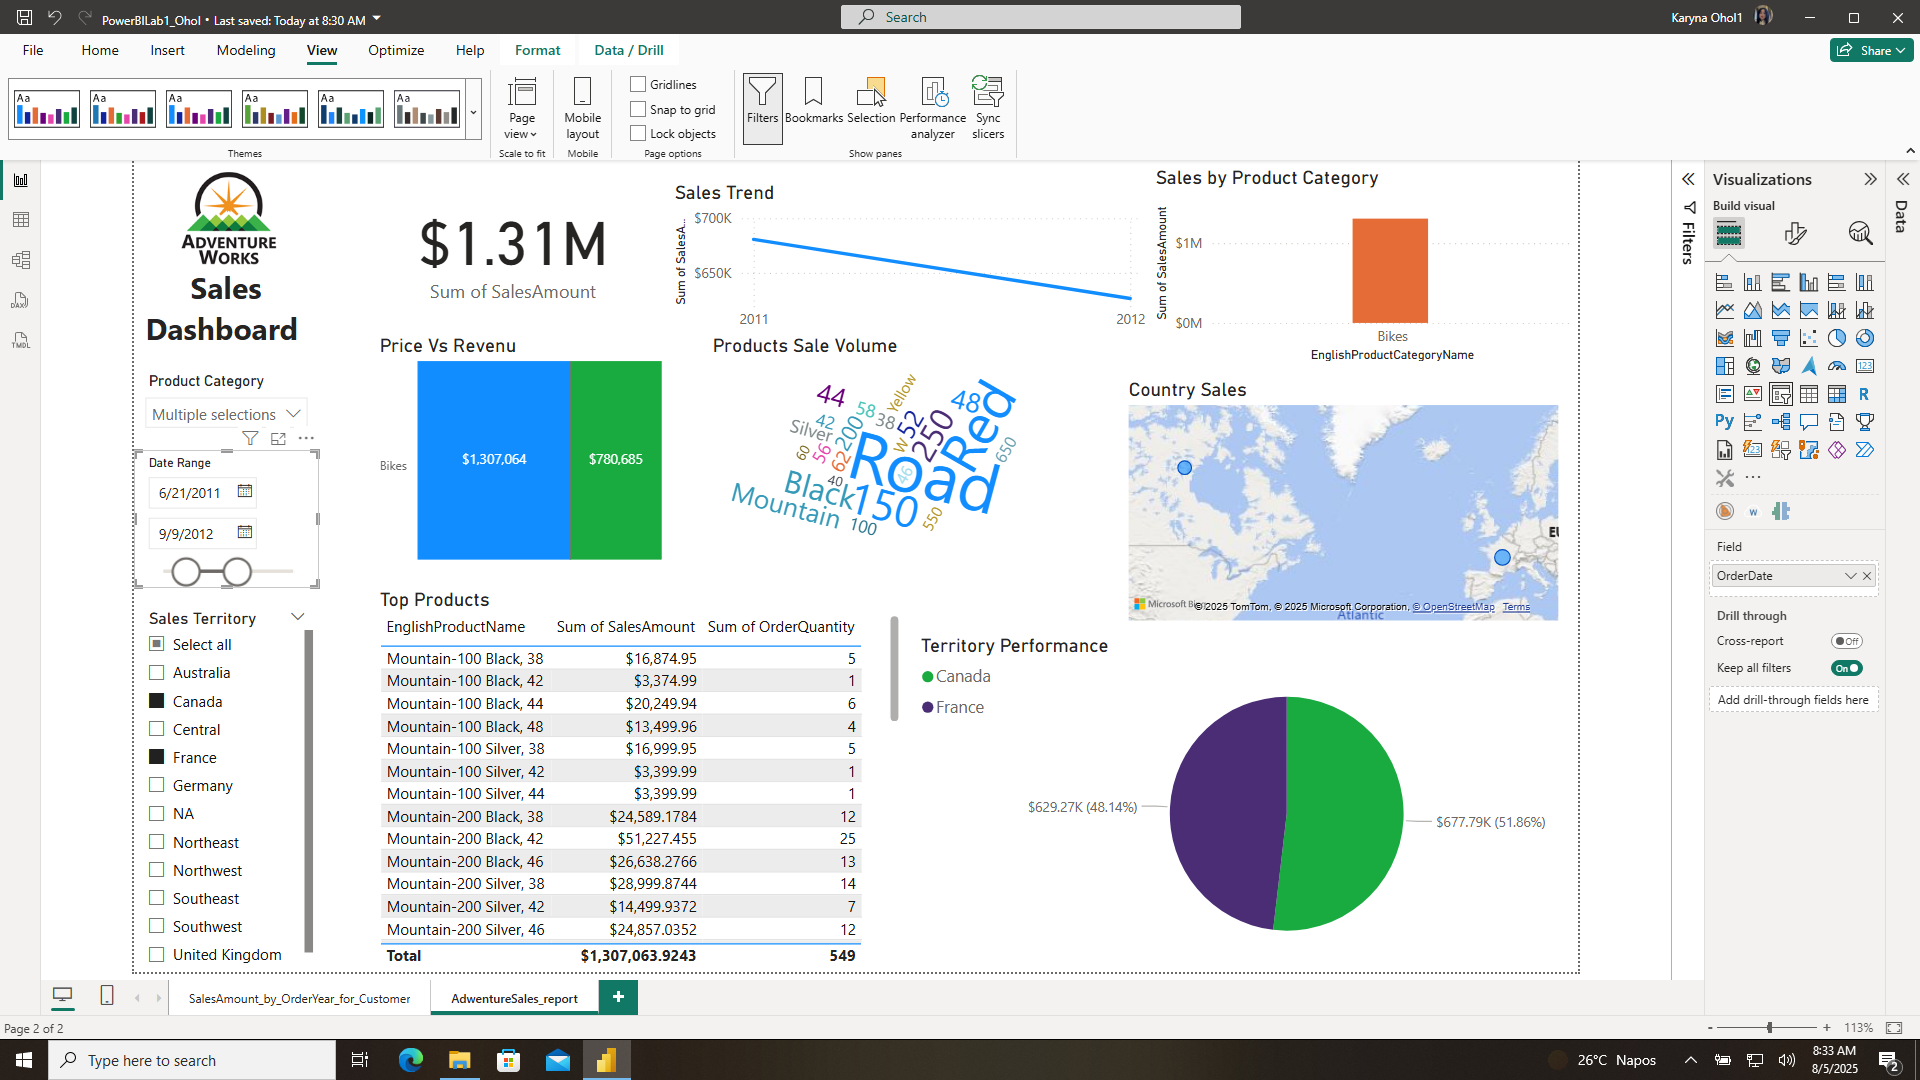 PowerBILab1_Ohol • Last saved: Today at 8:30 AM
Search
Karyna Ohol1
File
Home
Insert
Modeling
View
Optimize
Help
Format
Data / Drill
Share
Aa
Aa
Aa
Aa
Aa
Aa
Page view
Mobile layout
Gridlines
Snap to grid
Lock objects
Filters
Bookmarks
Selection
Performance analyzer
Sync slicers
Themes
Scale to fit
Mobile
Page options
Show panes
ADVENTURE
WORKS
Sales
Dashboard
$1.31M
Sum of SalesAmount
Sales Trend
Sum of SalesA...
$700K
$650K
2011
2012
Sales by Product Category
Sum of SalesAmount
$1M
$0M
Bikes
EnglishProductCategoryName
Product Category
Multiple selections
Date Range
6/21/2011
9/9/2012
Price Vs Revenu
Bikes
$1,307,064
$780,685
Products Sale Volume
44
58
Yellow
48
Red
42
200
38
52
250
Silver
W
650
60
56
62
Road
46
40
Black
150
Mountain
100
550
Country Sales
EU
Atlantic
Microsoft Bi
© 2025 TomTom, © 2025 Microsoft Corporation, © OpenStreetMap Terms
Sales Territory
Select all
Australia
Canada
Central
France
Germany
NA
Northeast
Northwest
Southeast
Southwest
United Kingdom
Top Products
EnglishProductName Sum of SalesAmount Sum of OrderQuantity
Mountain-100 Black, 38 $16,874.95 5
Mountain-100 Black, 42 $3,374.99 1
Mountain-100 Black, 44 $20,249.94 6
Mountain-100 Black, 48 $13,499.96 4
Mountain-100 Silver, 38 $16,999.95 5
Mountain-100 Silver, 42 $3,399.99 1
Mountain-100 Silver, 44 $3,399.99 1
Mountain-200 Black, 38 $24,589.1784 12
Mountain-200 Black, 42 $51,227.455 25
Mountain-200 Black, 46 $26,638.2766 13
Mountain-200 Silver, 38 $28,999.8744 14
Mountain-200 Silver, 42 $14,499.9372 7
Mountain-200 Silver, 46 $24,857.0352 12
Total $1,307,063.9243 549
Territory Performance
Canada
France
$629.27K (48.14%)
$677.79K (51.86%)
Filters
Visualizations
Build visual
123
R
Py
Field
OrderDate
Drill through
Cross-report
Off
Keep all filters
On
Add drill-through fields here
Data
DAX
TMDL
SalesAmount_by_OrderYear_for_Customer
AdwentureSales_report
+
Page 2 of 2
- + 113%
Type here to search
26°C Napos
8:33 AM
8/5/2025
2